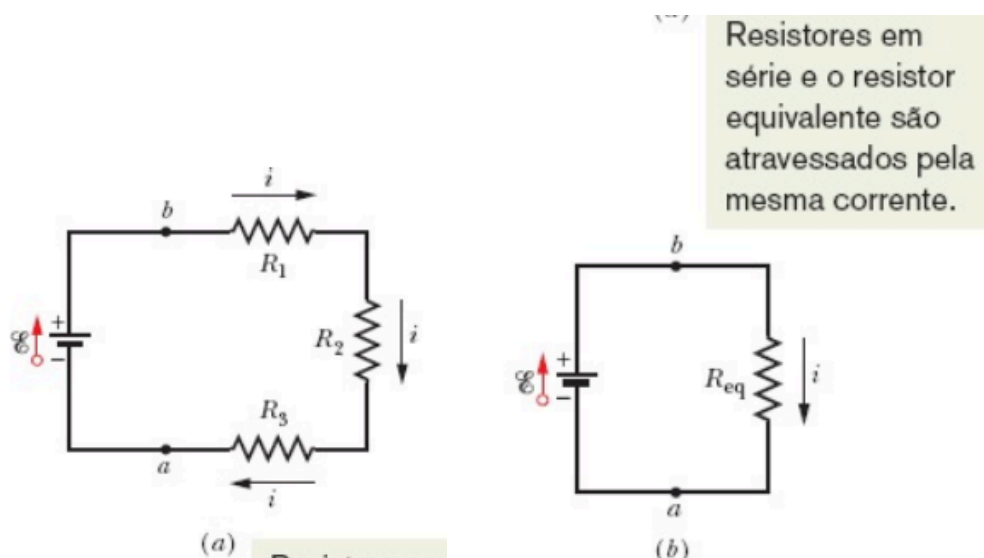 Resistores em
série e o resistor
equivalente são
atravessados pela
mesma corrente.
i
b
R1
+
ℰ
−
R2
i
R3
a
i
(a)
b
+
ℰ
−
Req
i
a
(b)